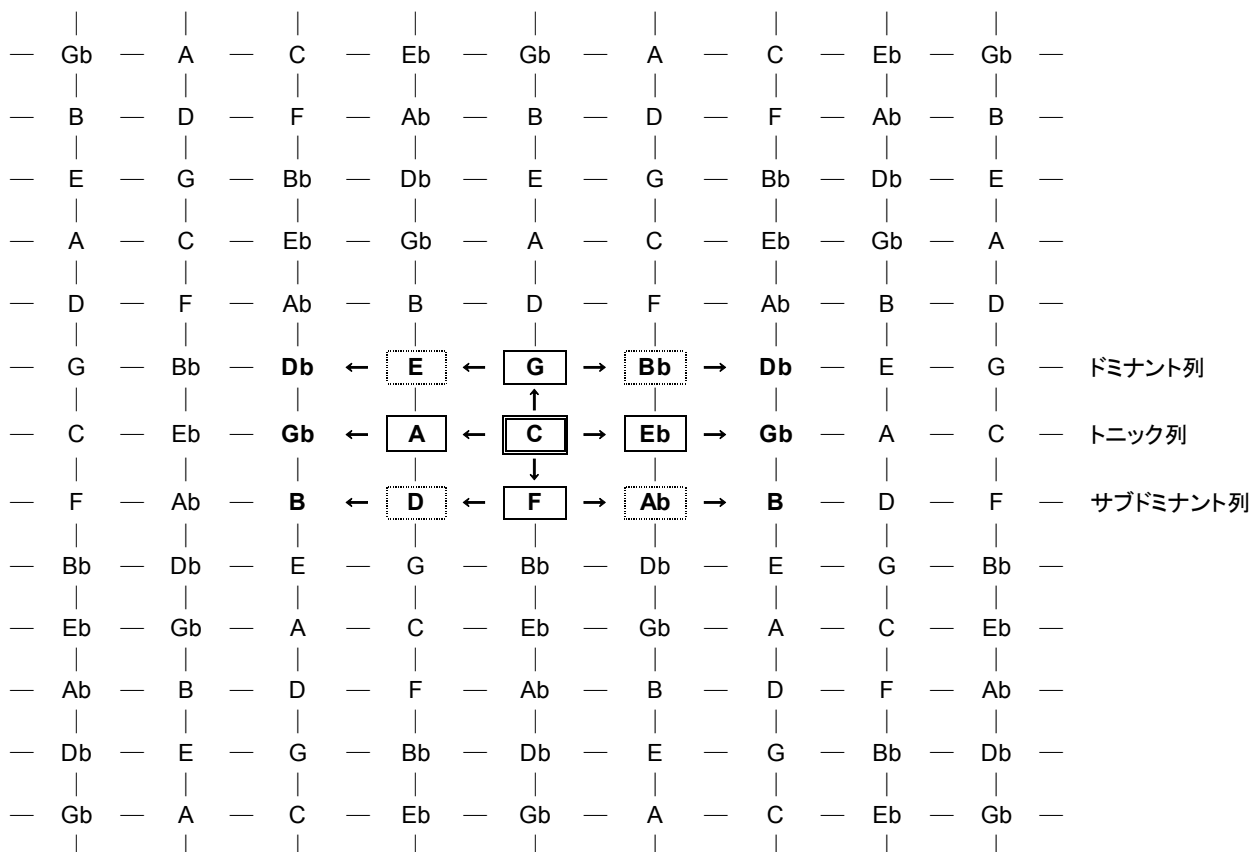 Gb — A — C — Eb — Gb — A — C — Eb — Gb
B — D — F — Ab — B — D — F — Ab — B
E — G — Bb — Db — E — G — Bb — Db — E
A — C — Eb — Gb — A — C — Eb — Gb — A
D — F — Ab — B — D — F — Ab — B — D
G — Bb — Db ← E ← G → Bb → Db — E — G ドミナント列
C — Eb — Gb ← A ← C → Eb → Gb — A — C トニック列
F — Ab — B ← D ← F → Ab → B — D — F サブドミナント列
Bb — Db — E — G — Bb — Db — E — G — Bb
Eb — Gb — A — C — Eb — Gb — A — C — Eb
Ab — B — D — F — Ab — B — D — F — Ab
Db — E — G — Bb — Db — E — G — Bb — Db
Gb — A — C — Eb — Gb — A — C — Eb — Gb